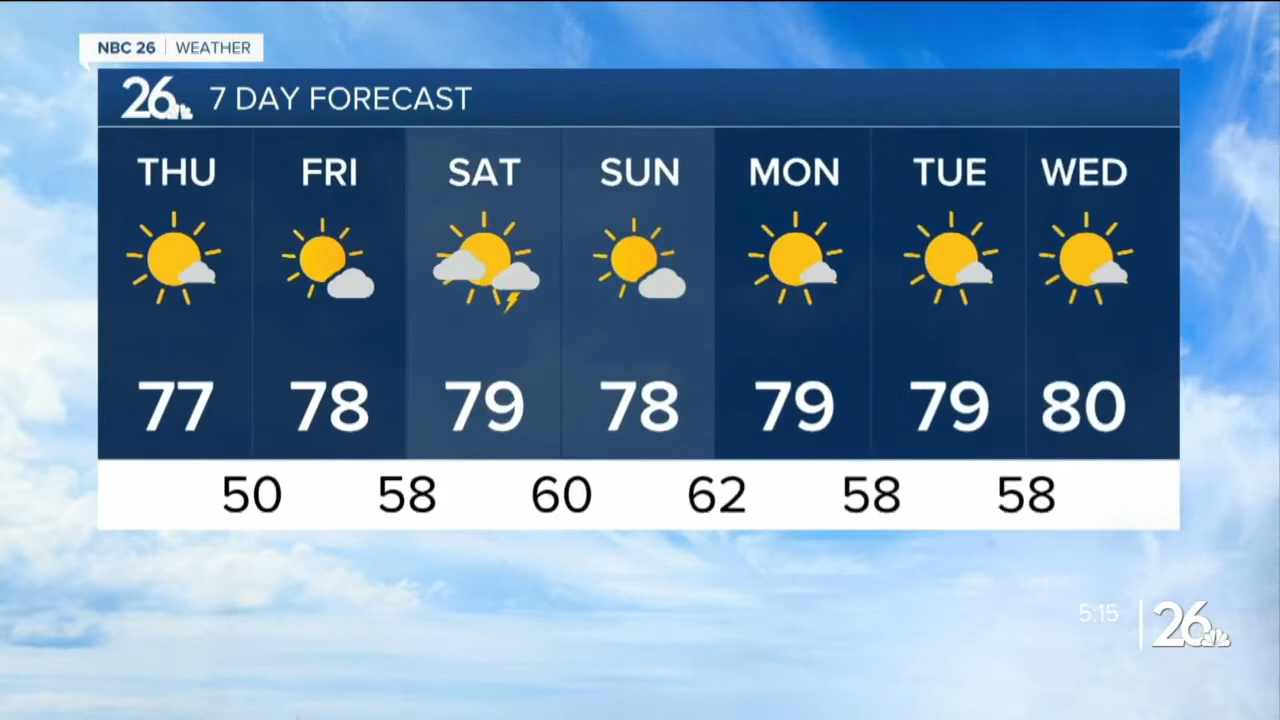 NBC 26 | WEATHER
26 7 DAY FORECAST
THU FRI SAT SUN MON TUE WED
77 78 79 78 79 79 80
50 58 60 62 58 58
5:15 26